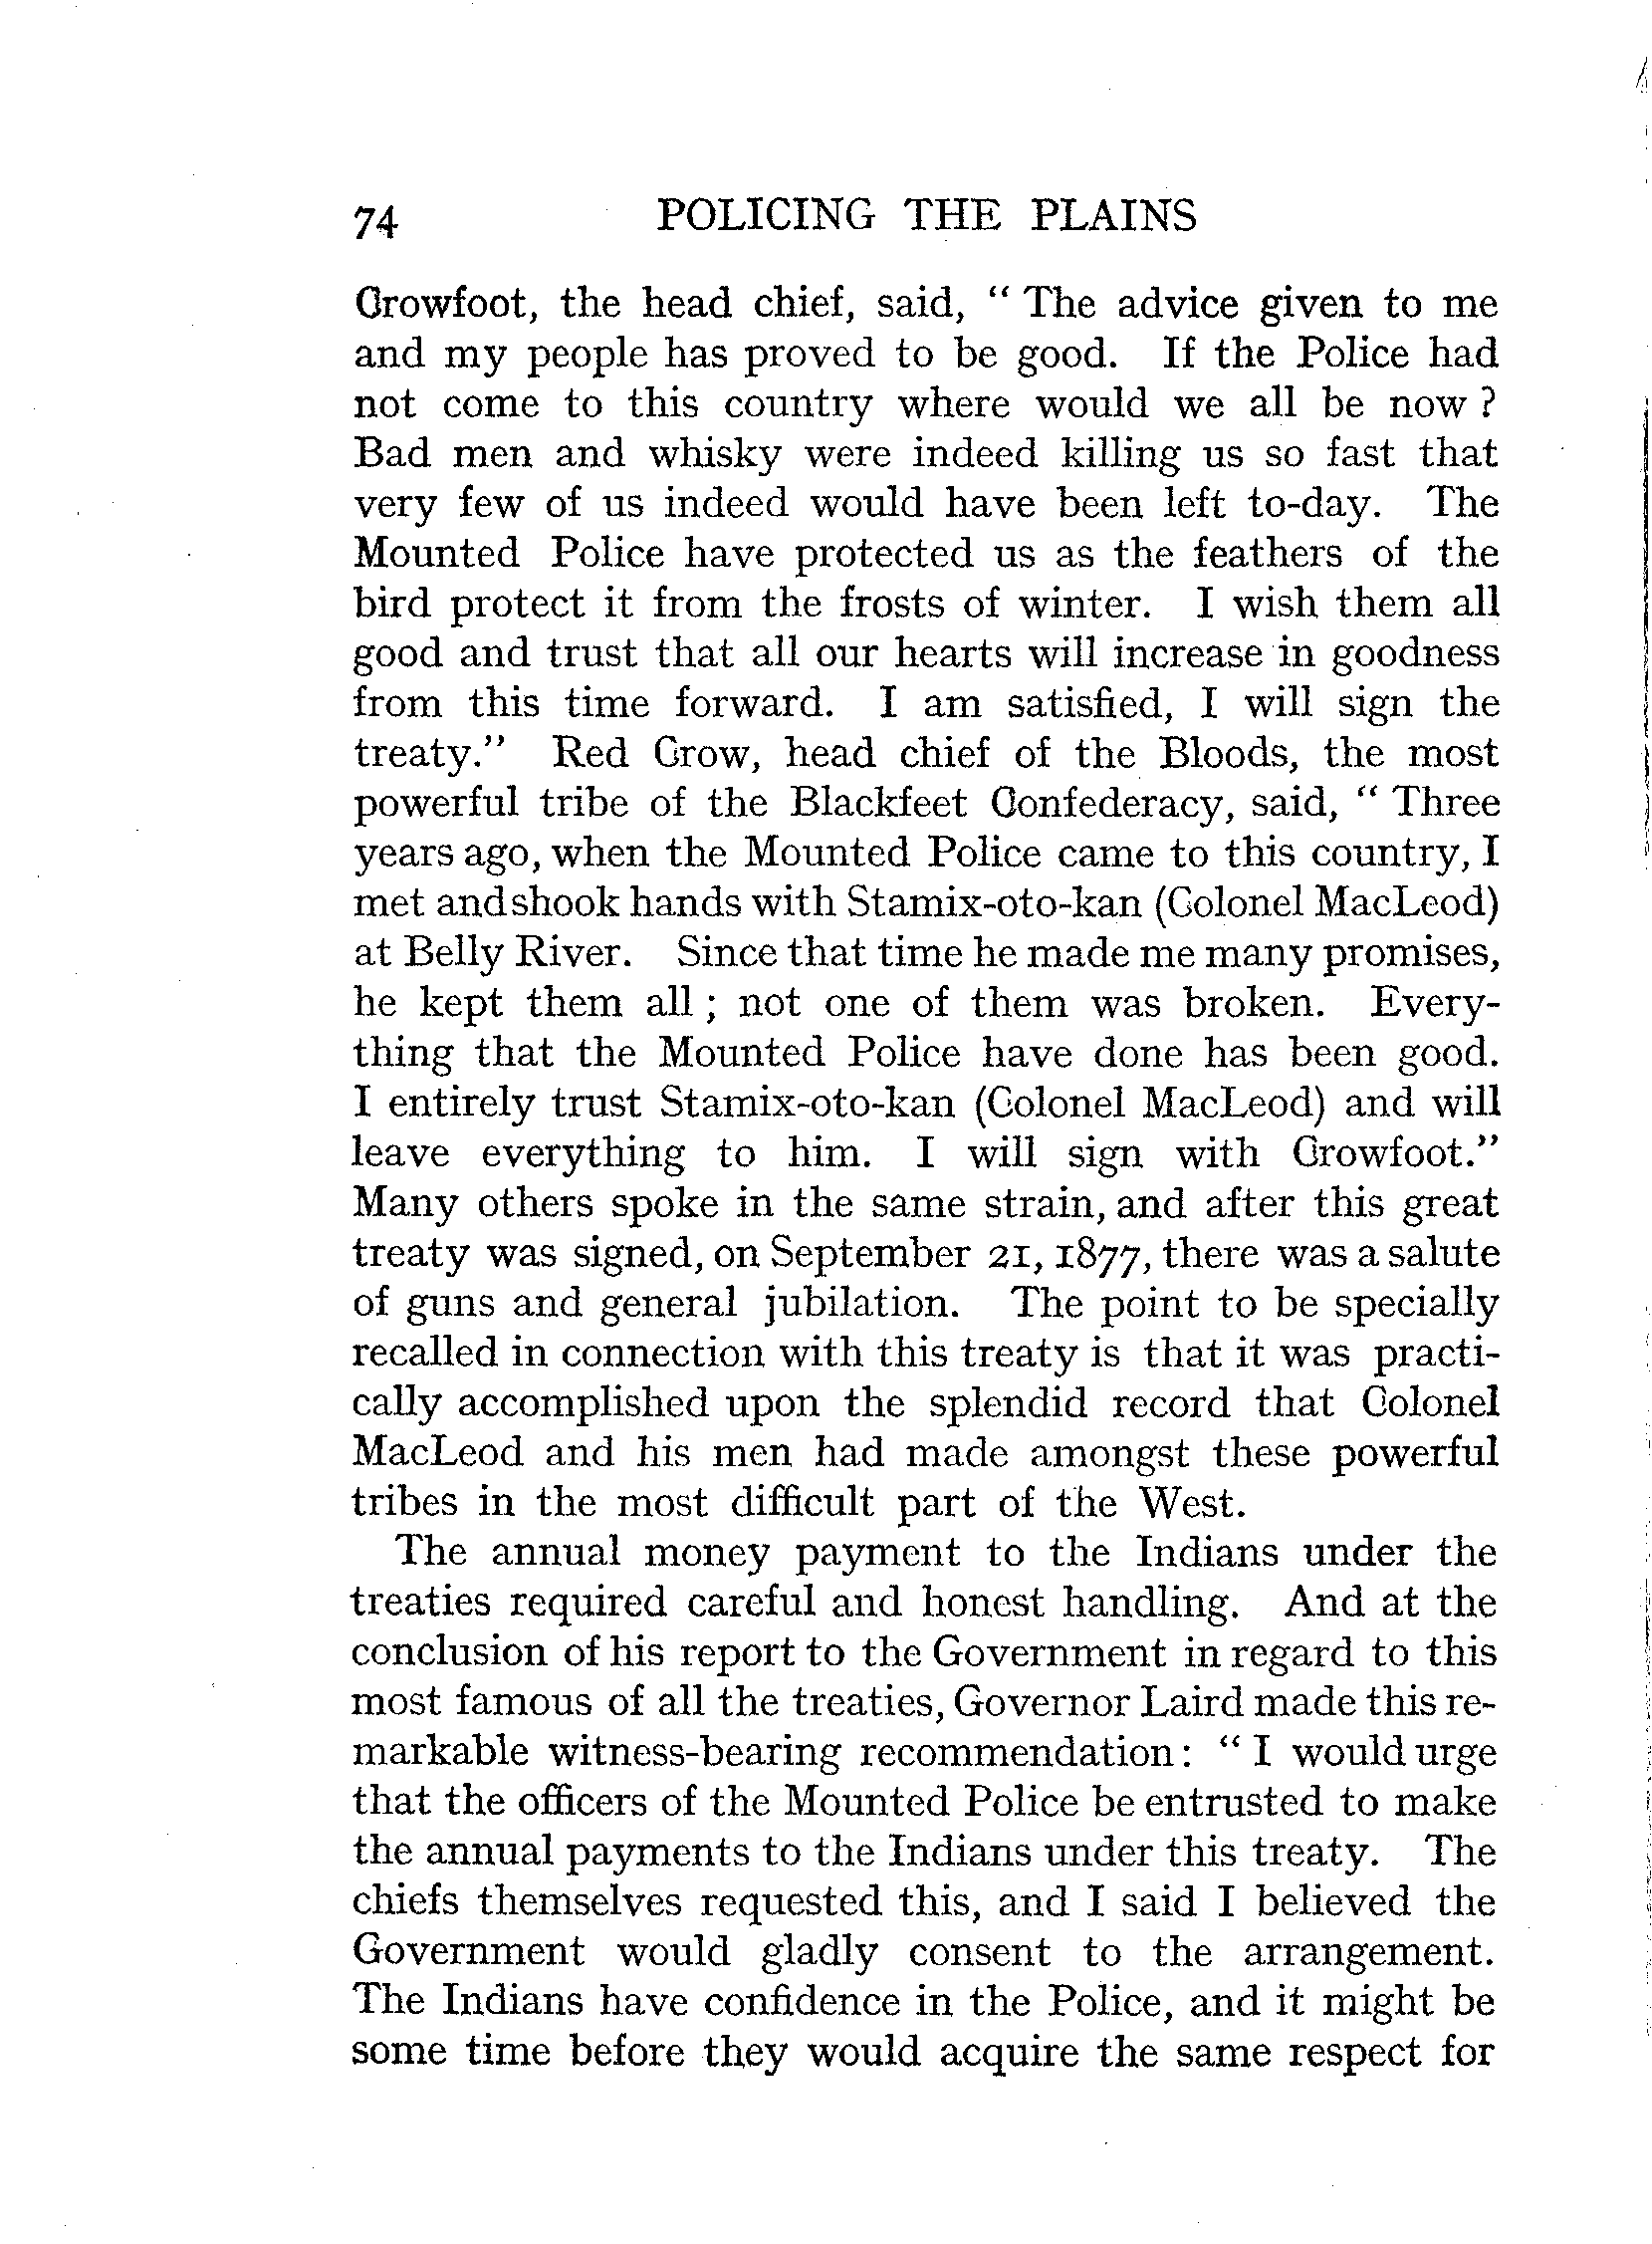 74 POLICING THE PLAINS
Crowfoot, the head chief, said, “ The advice given to me
and my people has proved to be good. If the Police had
not come to this country where would we all be now ?
Bad men and whisky were indeed killing us so fast that
very few of us indeed would have been left to-day. The
Mounted Police have protected us as the feathers of the
bird protect it from the frosts of winter. I wish them all
good and trust that all our hearts will increase in goodness
from this time forward. I am satisfied, I will sign the
treaty.” Red Crow, head chief of the Bloods, the most
powerful tribe of the Blackfeet Confederacy, said, “ Three
years ago, when the Mounted Police came to this country, I
met and shook hands with Stamix-oto-kan (Colonel MacLeod)
at Belly River. Since that time he made me many promises,
he kept them all ; not one of them was broken. Every-
thing that the Mounted Police have done has been good.
I entirely trust Stamix-oto-kan (Colonel MacLeod) and will
leave everything to him. I will sign with Crowfoot.”
Many others spoke in the same strain, and after this great
treaty was signed, on September 21, 1877, there was a salute
of guns and general jubilation. The point to be specially
recalled in connection with this treaty is that it was practi-
cally accomplished upon the splendid record that Colonel
MacLeod and his men had made amongst these powerful
tribes in the most difficult part of the West.
The annual money payment to the Indians under the
treaties required careful and honest handling. And at the
conclusion of his report to the Government in regard to this
most famous of all the treaties, Governor Laird made this re-
markable witness-bearing recommendation: “ I would urge
that the officers of the Mounted Police be entrusted to make
the annual payments to the Indians under this treaty. The
chiefs themselves requested this, and I said I believed the
Government would gladly consent to the arrangement.
The Indians have confidence in the Police, and it might be
some time before they would acquire the same respect for